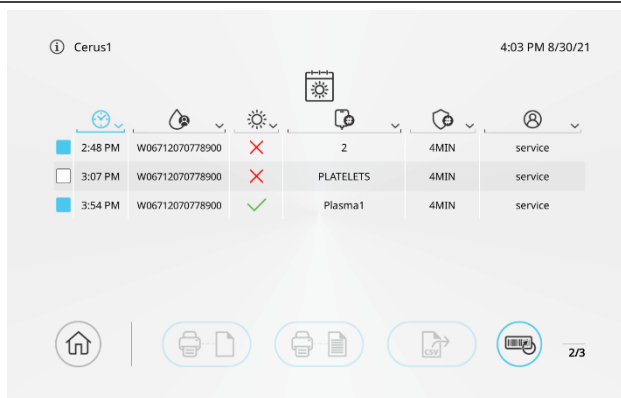 Cerus1 4:03 PM 8/30/21
2:48 PM W06712070778900 2 4MIN service
3:07 PM W06712070778900 PLATELETS 4MIN service
3:54 PM W06712070778900 Plasma1 4MIN service
CSV
2/3